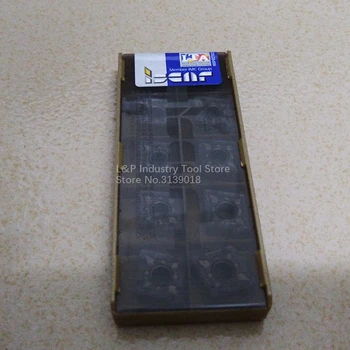 Member IMC Group
iscar
L&P Industry Tool Store
Store No.3139018